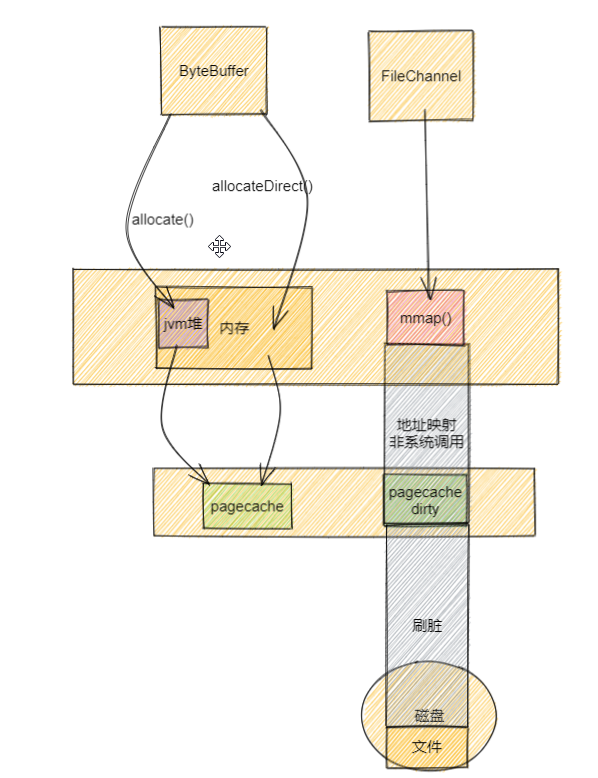 ByteBuffer
FileChannel
allocateDirect()
allocate()
jvm堆
内存
mmap()
地址映射
非系统调用
pagecache
pagecache
dirty
刷脏
磁盘
文件